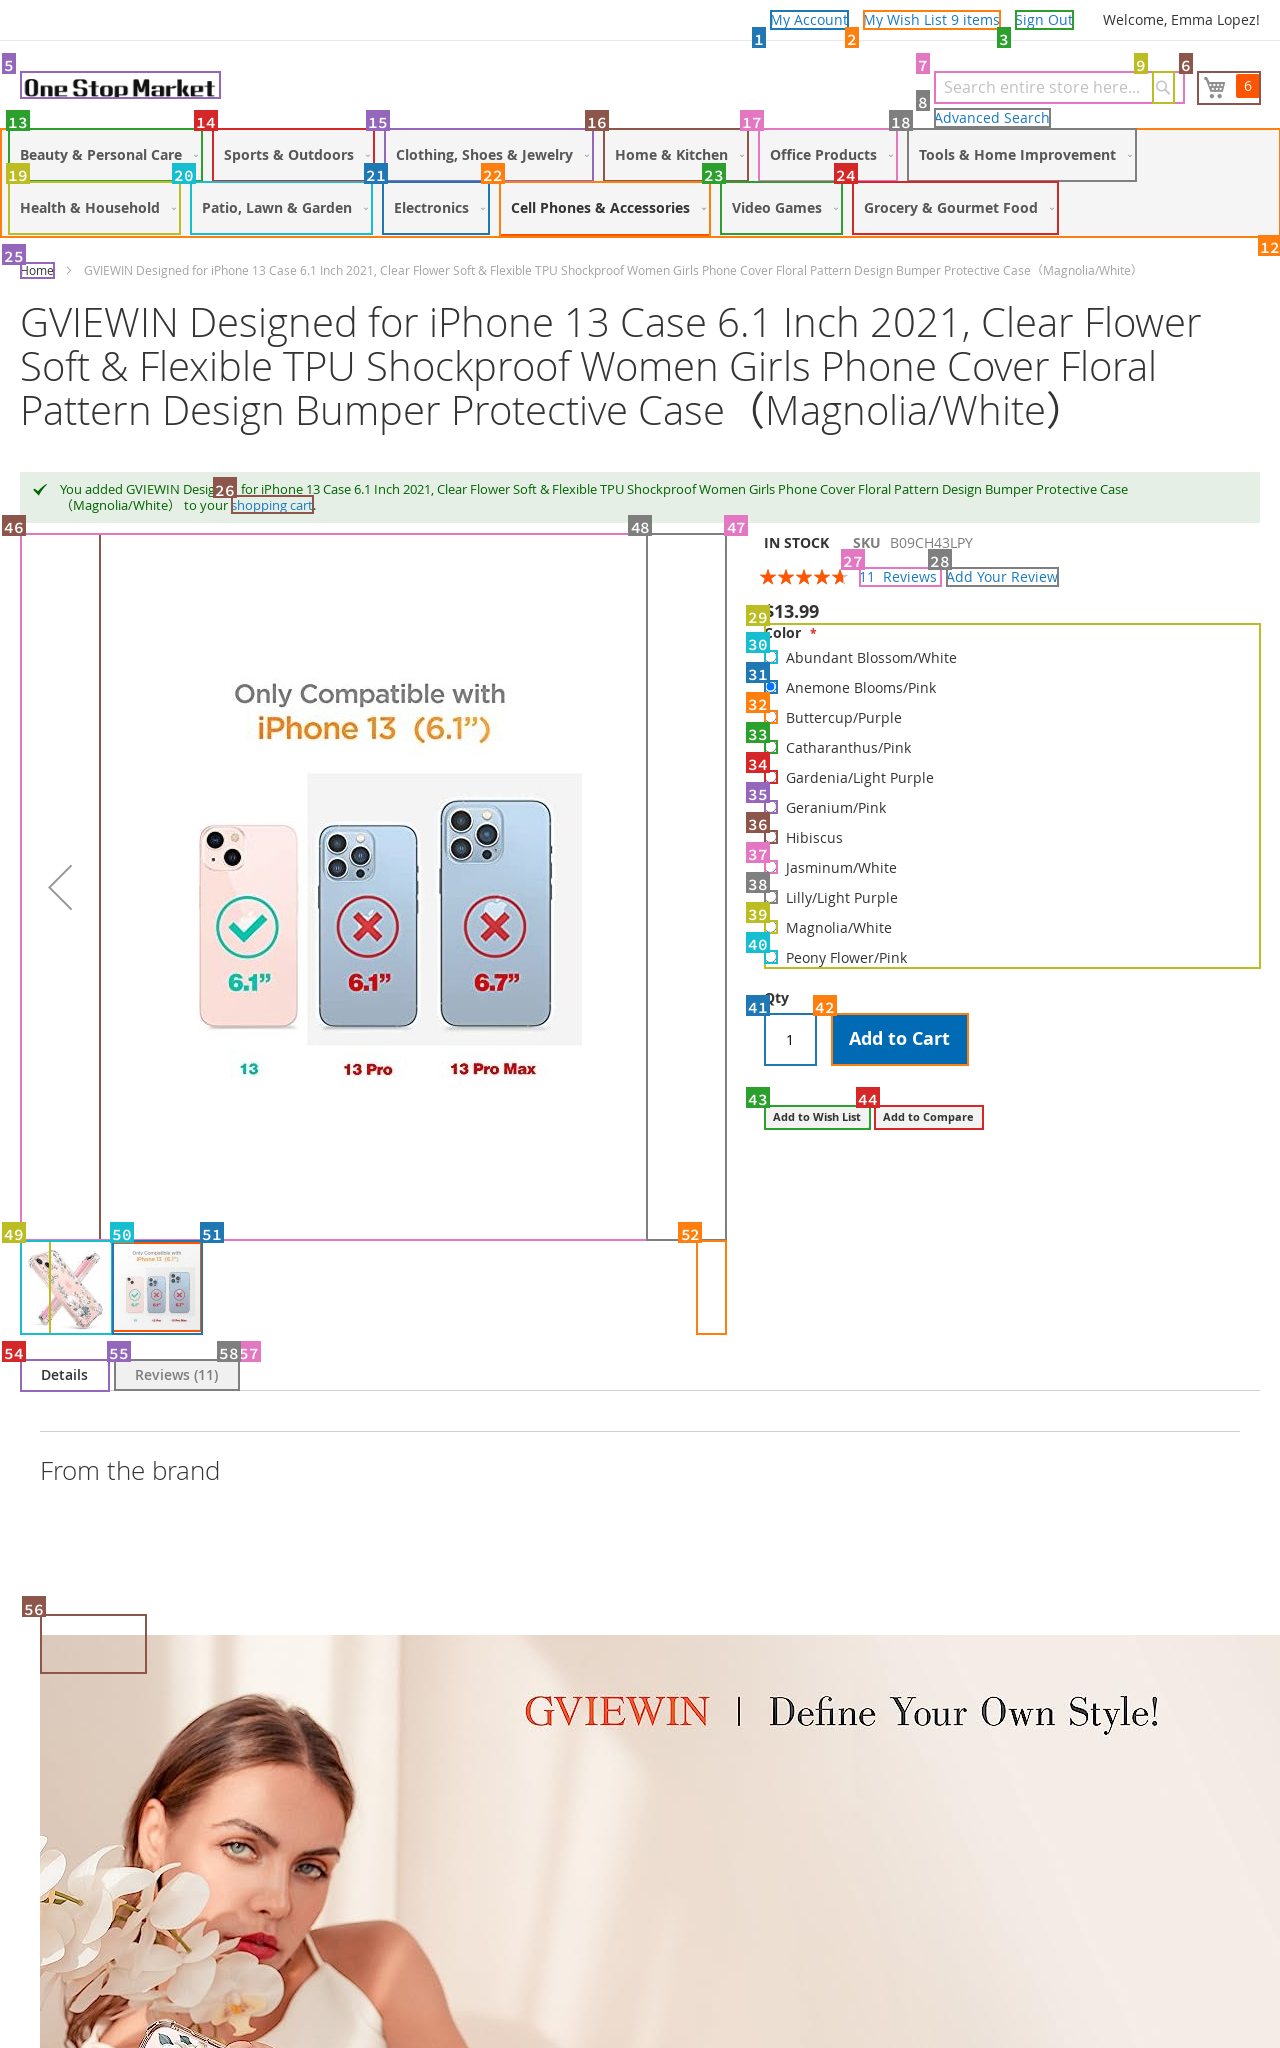 My Account
My Wish List 9 items
Sign Out
Welcome, Emma Lopez!
1
2
3
5
7
9
6
One Stop Market
Search entire store here...
6
8
Advanced Search
13
14
15
16
17
18
Beauty & Personal Care
Sports & Outdoors
Clothing, Shoes & Jewelry
Home & Kitchen
Office Products
Tools & Home Improvement
19
20
21
22
23
24
Health & Household
Patio, Lawn & Garden
Electronics
Cell Phones & Accessories
Video Games
Grocery & Gourmet Food
25
12
Home
GVIEWIN Designed for iPhone 13 Case 6.1 Inch 2021, Clear Flower Soft & Flexible TPU Shockproof Women Girls Phone Cover Floral Pattern Design Bumper Protective Case（Magnolia/White）
GVIEWIN Designed for iPhone 13 Case 6.1 Inch 2021, Clear Flower
Soft & Flexible TPU Shockproof Women Girls Phone Cover Floral
Pattern Design Bumper Protective Case（Magnolia/White）
You added GVIEWIN Desig 26 for iPhone 13 Case 6.1 Inch 2021, Clear Flower Soft & Flexible TPU Shockproof Women Girls Phone Cover Floral Pattern Design Bumper Protective Case
（Magnolia/White） to your shopping cart.
46
48
47
IN STOCK
SKU B09CH43LPY
27
28
11 Reviews
Add Your Review
29
$13.99
Color *
30
Abundant Blossom/White
31
Anemone Blooms/Pink
32
Buttercup/Purple
33
Catharanthus/Pink
34
Gardenia/Light Purple
35
Geranium/Pink
36
Hibiscus
37
Jasminum/White
38
Lilly/Light Purple
39
Magnolia/White
40
Peony Flower/Pink
Only Compatible with
iPhone 13 (6.1”)
6.1”
6.1”
6.7”
13
13 Pro
13 Pro Max
41
Qty
42
1
Add to Cart
43
44
Add to Wish List
Add to Compare
49
50
51
52
Only Compatible with
iPhone 13 (6.7")
54
55
58
57
Details
Reviews (11)
From the brand
56
GVIEWIN | Define Your Own Style!